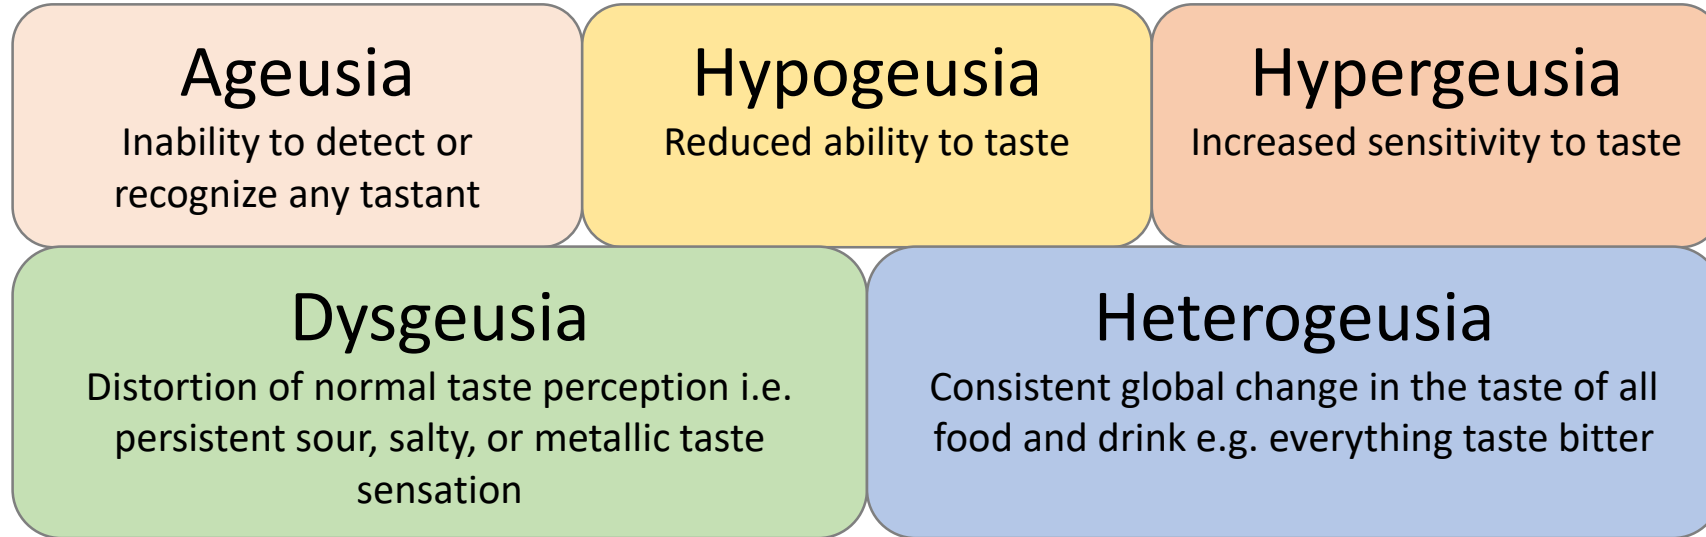 Ageusia
Inability to detect or
recognize any tastant
Hypogeusia
Reduced ability to taste
Hypergeusia
Increased sensitivity to taste
Dysgeusia
Distortion of normal taste perception i.e.
persistent sour, salty, or metallic taste
sensation
Heterogeusia
Consistent global change in the taste of all
food and drink e.g. everything taste bitter